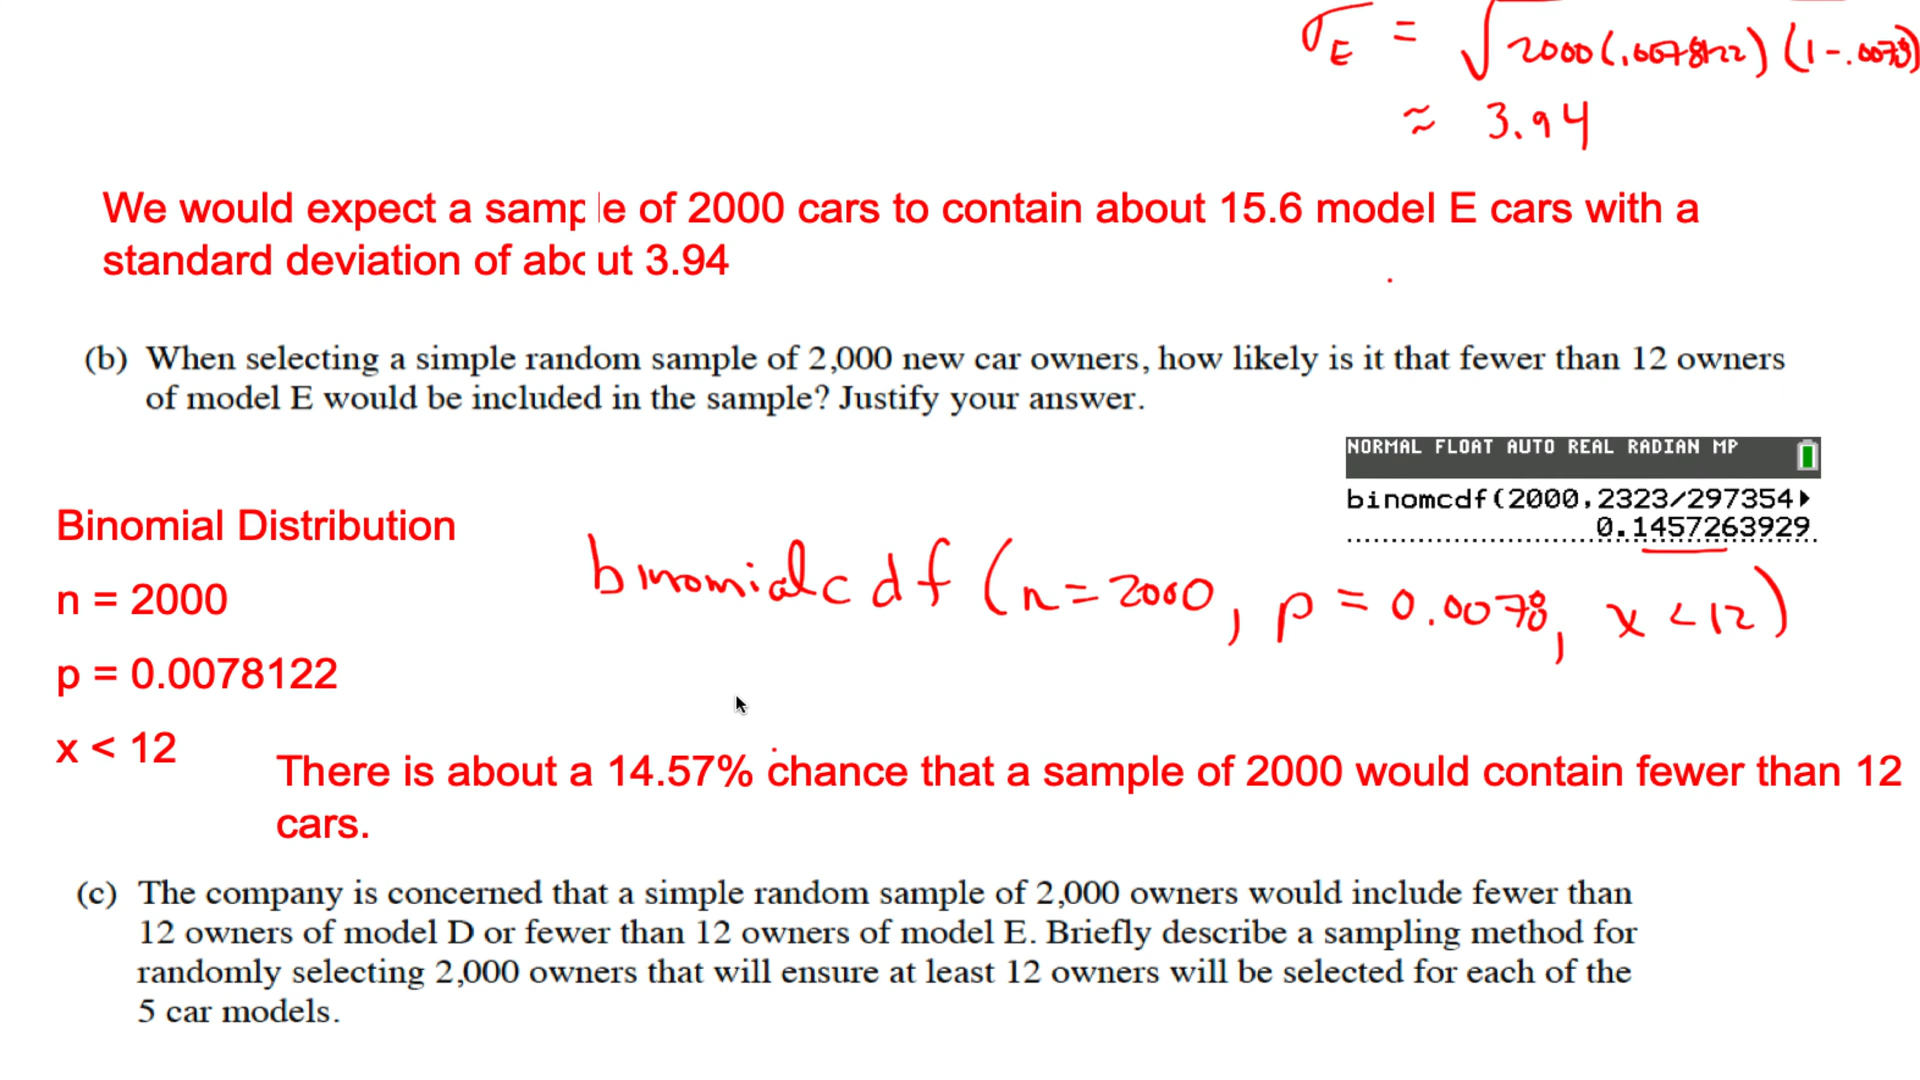 σE = √2000(.0078122)(1-.0078)
≈ 3.94
We would expect a sample of 2000 cars to contain about 15.6 model E cars with a
standard deviation of about 3.94
(b) When selecting a simple random sample of 2,000 new car owners, how likely is it that fewer than 12 owners
of model E would be included in the sample? Justify your answer.
NORMAL FLOAT AUTO REAL RADIAN MP
binomcdf(2000,2323/297354
0.1457263929
Binomial Distribution
binomialcdf (n=2000, p = 0.0078, x <12)
n = 2000
p = 0.0078122
x < 12
There is about a 14.57% chance that a sample of 2000 would contain fewer than 12
cars.
(c) The company is concerned that a simple random sample of 2,000 owners would include fewer than
12 owners of model D or fewer than 12 owners of model E. Briefly describe a sampling method for
randomly selecting 2,000 owners that will ensure at least 12 owners will be selected for each of the
5 car models.